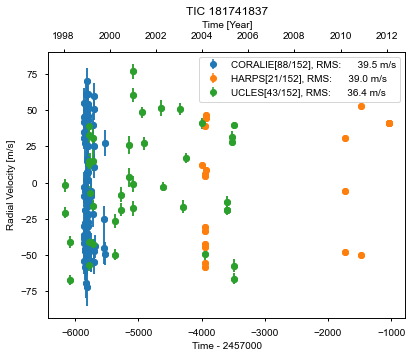 TIC 181741837
Time [Year]
1998 2000 2002 2004 2006 2008 2010 2012
CORALIE[88/152], RMS: 39.5 m/s
HARPS[21/152], RMS: 39.0 m/s
UCLES[43/152], RMS: 36.4 m/s
Radial Velocity [m/s]
75
50
25
0
−25
−50
−75
−6000 −5000 −4000 −3000 −2000 −1000
Time - 2457000